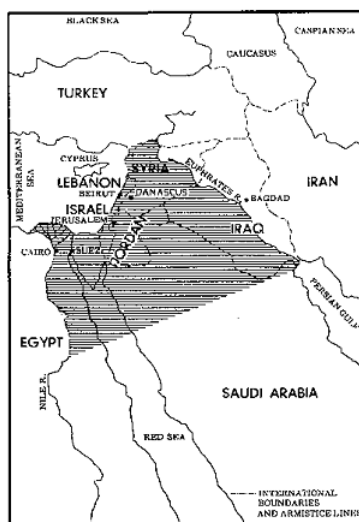 BLACK SEA
CASPIAN SEA
CAUCASUS
TURKEY
MEDITERRANEAN
SEA
CYPRUS
SYRIA
EUPHRATES R.
IRAN
LEBANON
BEIRUT
DAMASCUS
BAGDAD
ISRAEL
JERUSALEM
IRAQ
JORDAN
CAIRO
SUEZ
PERSIAN GULF
EGYPT
SAUDI ARABIA
NILE R.
RED SEA
INTERNATIONAL
BOUNDARIES
AND ARMISTICE LINES